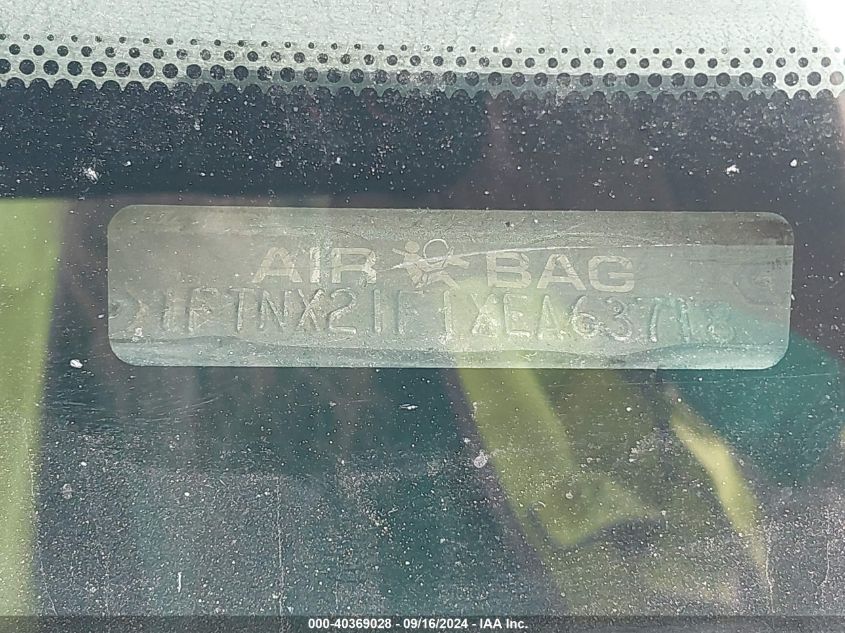 AIR BAG
1FTNX21F1XEA63718
000-40369028 - 09/16/2024 - IAA Inc.